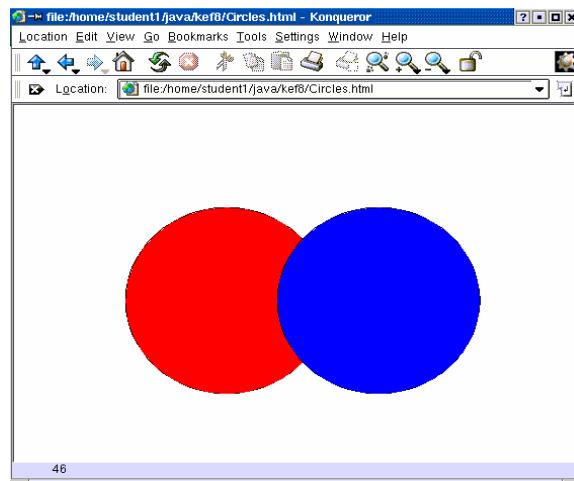 file:/home/student1/java/kef8/Circles.html - Konqueror
Location Edit View Go Bookmarks Tools Settings Window Help
Location: file:/home/student1/java/kef8/Circles.html
46